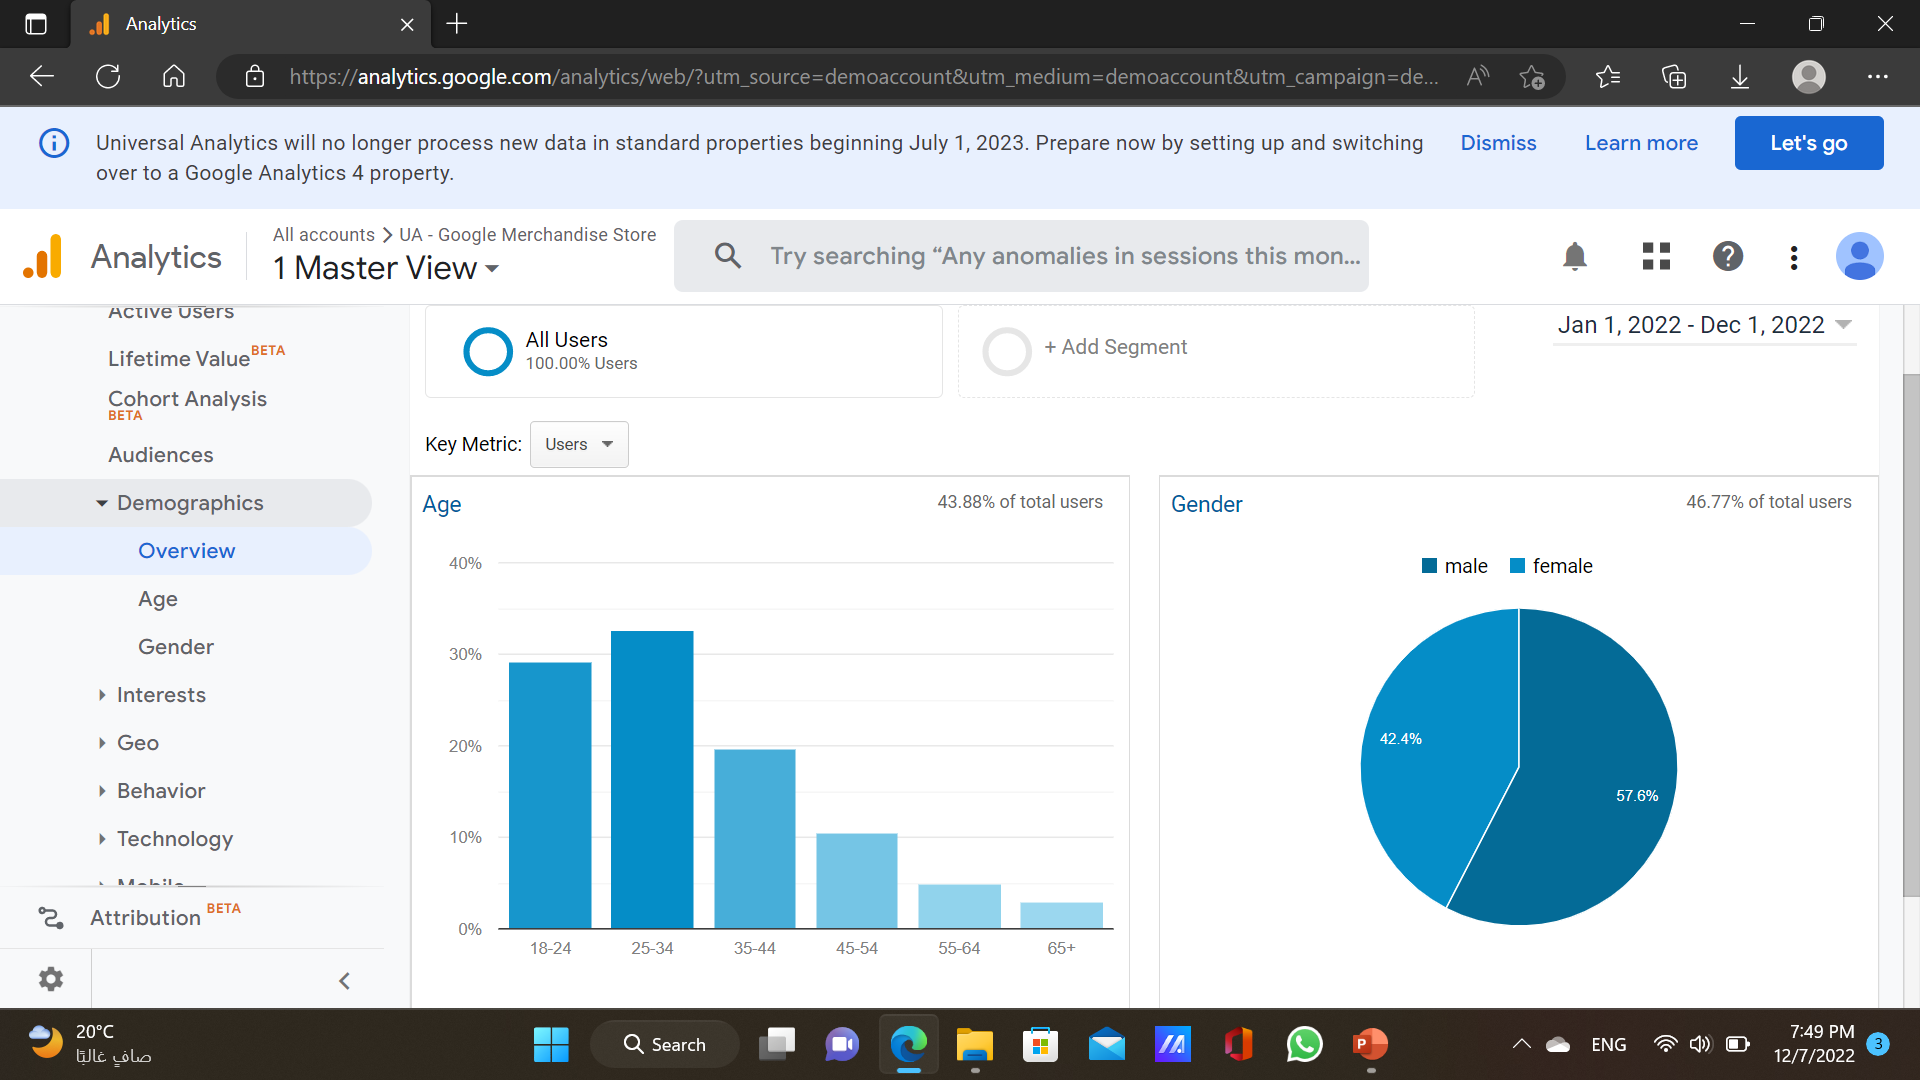 Analytics
https://analytics.google.com/analytics/web/?utm_source=demoaccount&utm_medium=demoaccount&utm_campaign=de...
Universal Analytics will no longer process new data in standard properties beginning July 1, 2023. Prepare now by setting up and switching
over to a Google Analytics 4 property.
Dismiss
Learn more
Let's go
Analytics
All accounts > UA - Google Merchandise Store
1 Master View
Try searching “Any anomalies in sessions this mon...
Active Users
Lifetime Value BETA
Cohort Analysis
BETA
Audiences
Demographics
Overview
Age
Gender
Interests
Geo
Behavior
Technology
Mobile
Attribution BETA
All Users
100.00% Users
+ Add Segment
Jan 1, 2022 - Dec 1, 2022
Key Metric:
Users
Age
43.88% of total users
40%
30%
20%
10%
0%
18-24
25-34
35-44
45-54
55-64
65+
Gender
46.77% of total users
male
female
42.4%
57.6%
20°C
صافٍ غالبًا
Search
P
ENG
7:49 PM
12/7/2022
3